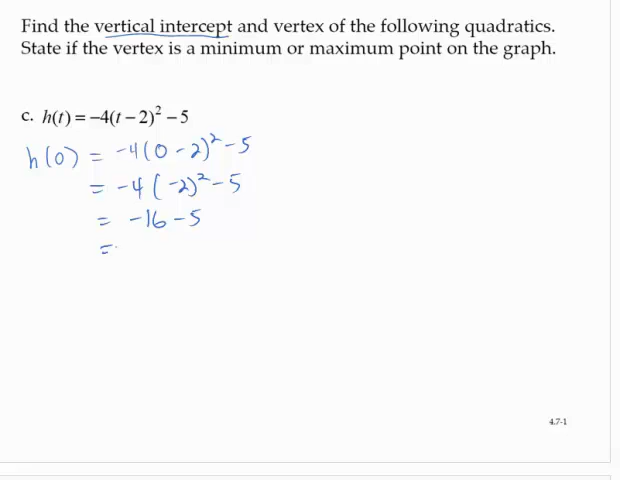 Find the vertical intercept and vertex of the following quadratics.
State if the vertex is a minimum or maximum point on the graph.
c. h(t) = −4(t − 2)² − 5
h(0) = -4(0 - 2)² - 5
= -4(-2)² - 5
= -16 - 5
=
4.7-1